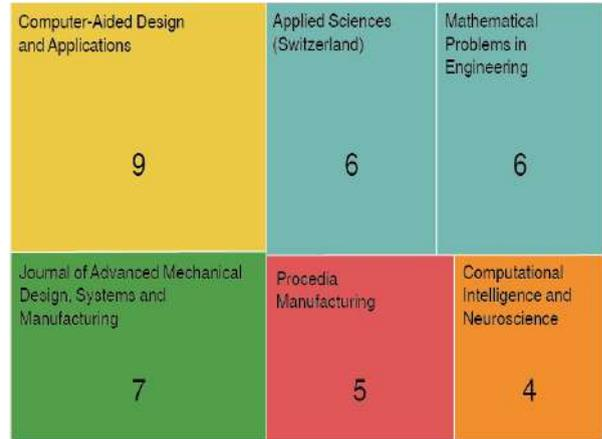 Computer-Aided Design
and Applications
9
Applied Sciences
(Switzerland)
6
Mathematical
Problems in
Engineering
6
Journal of Advanced Mechanical
Design, Systems and
Manufacturing
7
Procedia
Manufacturing
5
Computational
Intelligence and
Neuroscience
4